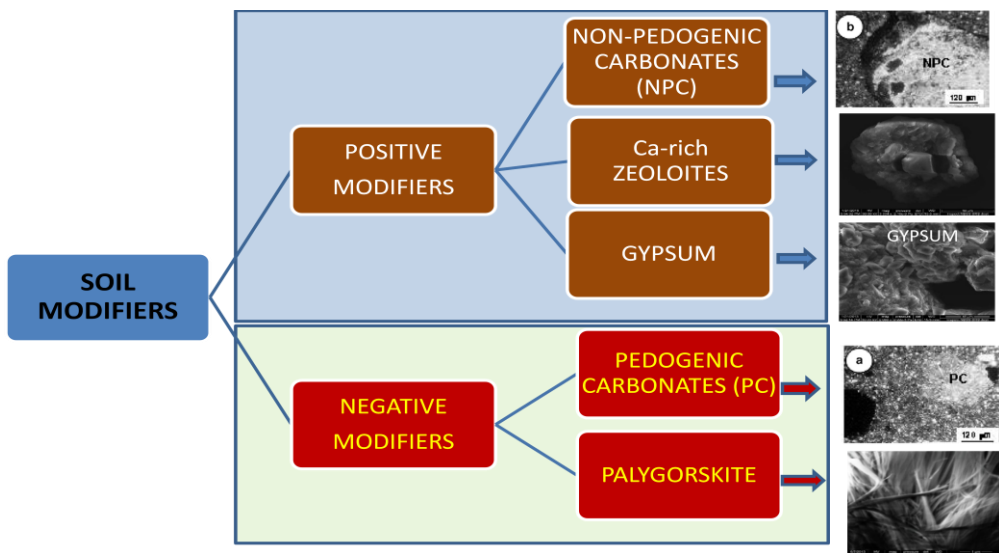 SOIL
MODIFIERS
POSITIVE
MODIFIERS
NON-PEDOGENIC
CARBONATES
(NPC)
Ca-rich
ZEOLOITES
GYPSUM
b
NPC
120 µm
GYPSUM
NEGATIVE
MODIFIERS
PEDOGENIC
CARBONATES (PC)
PALYGORSKITE
a
PC
120 µm